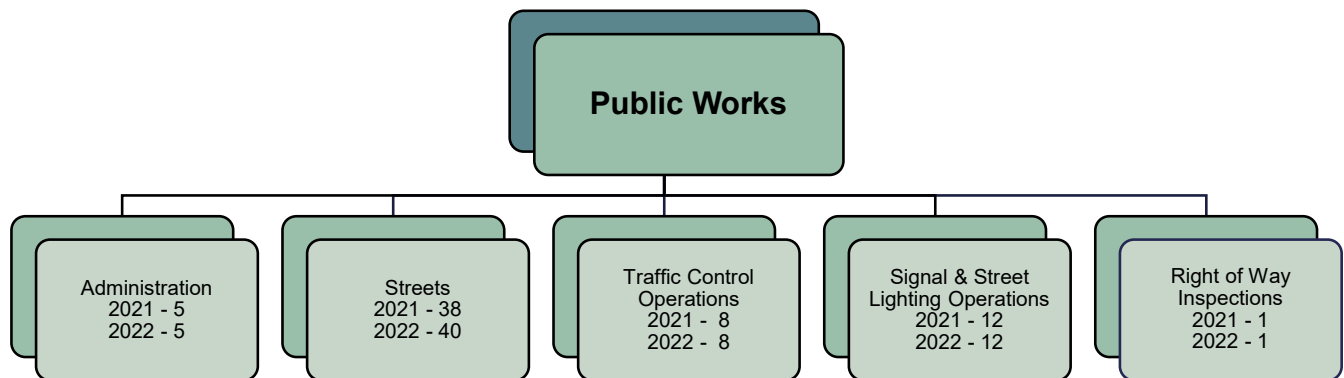 Public Works
Administration
2021 - 5
2022 - 5
Streets
2021 - 38
2022 - 40
Traffic Control
Operations
2021 -  8
2022 -  8
Signal & Street
Lighting Operations
2021 - 12
2022 - 12
Right of Way
Inspections
2021 - 1
2022 - 1